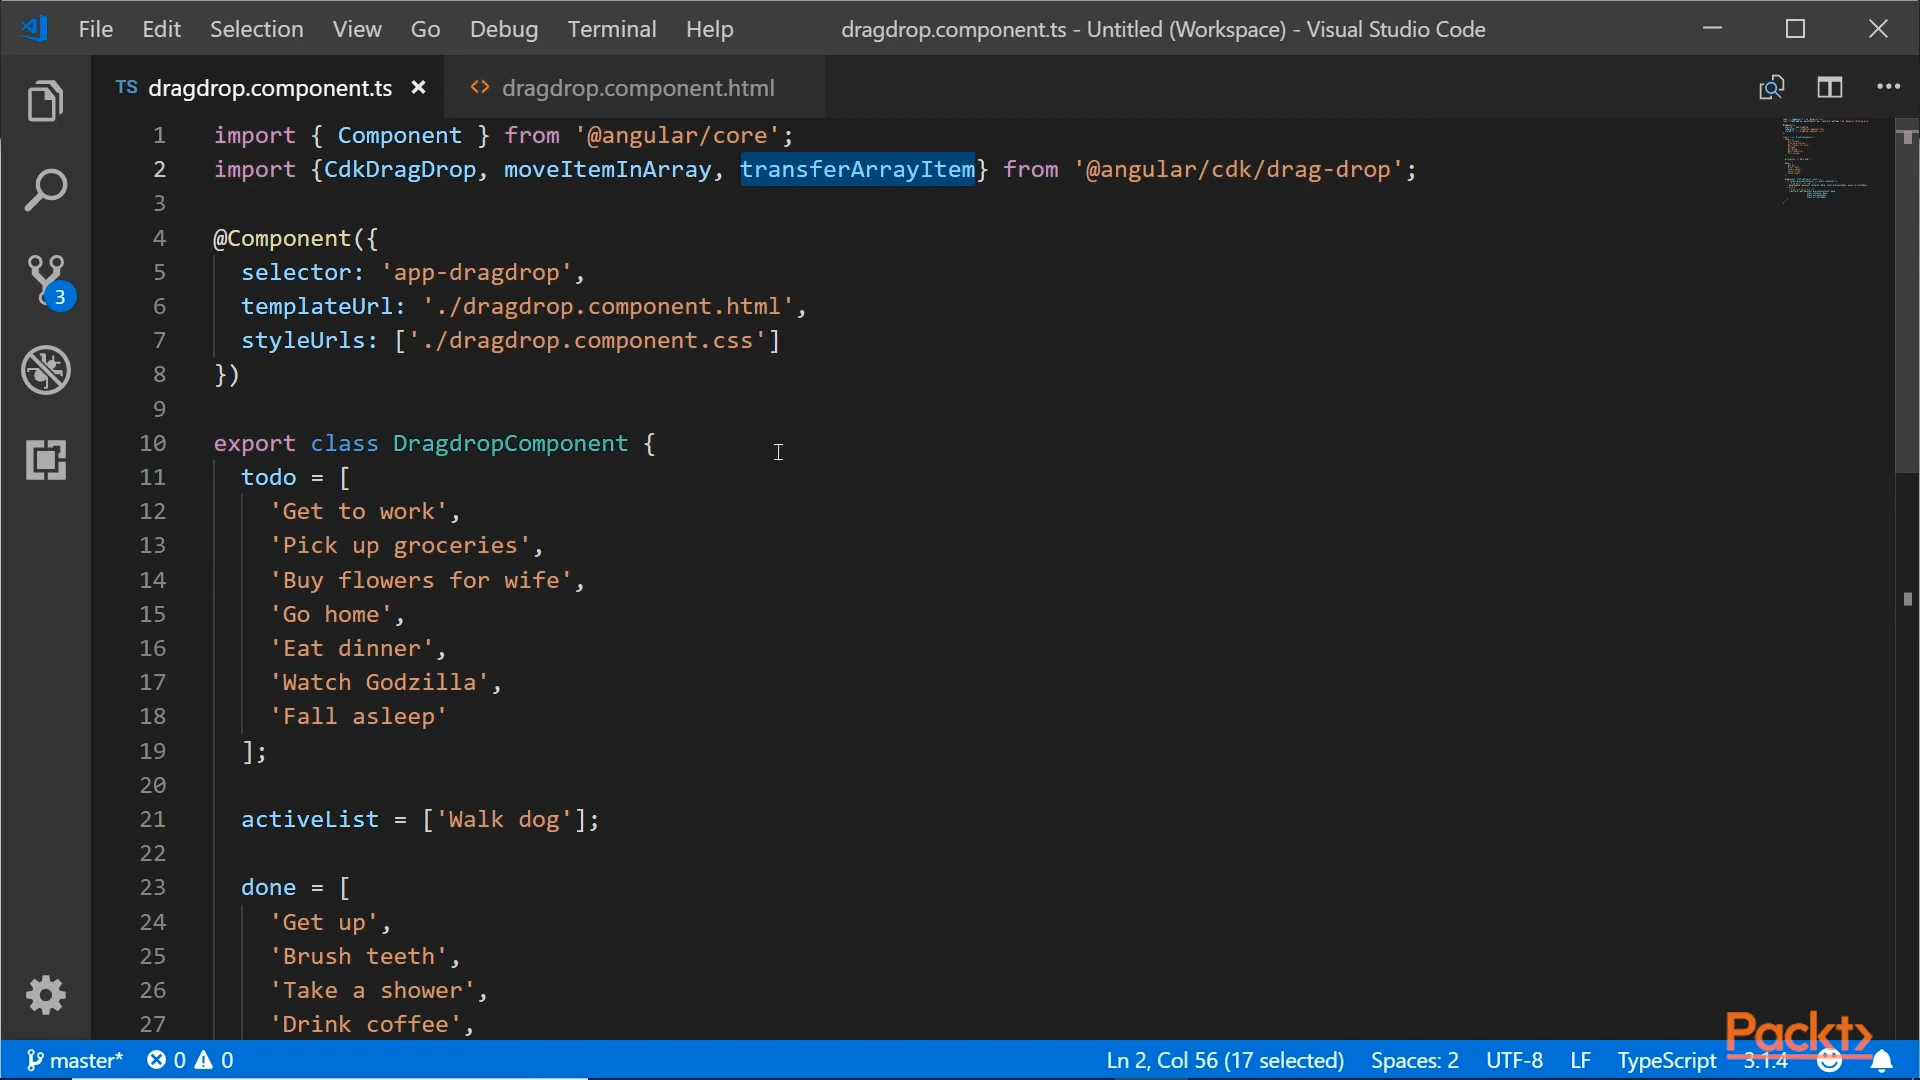 File Edit Selection View Go Debug Terminal Help dragdrop.component.ts - Untitled (Workspace) - Visual Studio Code
TS dragdrop.component.ts × <> dragdrop.component.html
1 import { Component } from '@angular/core';
2 import {CdkDragDrop, moveItemInArray, transferArrayItem} from '@angular/cdk/drag-drop';
3
4 @Component({
5 selector: 'app-dragdrop',
6 templateUrl: './dragdrop.component.html',
7 styleUrls: ['./dragdrop.component.css']
8 })
9
10 export class DragdropComponent {
11 todo = [
12 'Get to work',
13 'Pick up groceries',
14 'Buy flowers for wife',
15 'Go home',
16 'Eat dinner',
17 'Watch Godzilla',
18 'Fall asleep'
19 ];
20
21 activeList = ['Walk dog'];
22
23 done = [
24 'Get up',
25 'Brush teeth',
26 'Take a shower',
27 'Drink coffee',
3
Packt>
master* 0 0 Ln 2, Col 56 (17 selected) Spaces: 2 UTF-8 LF TypeScript 3.1.4